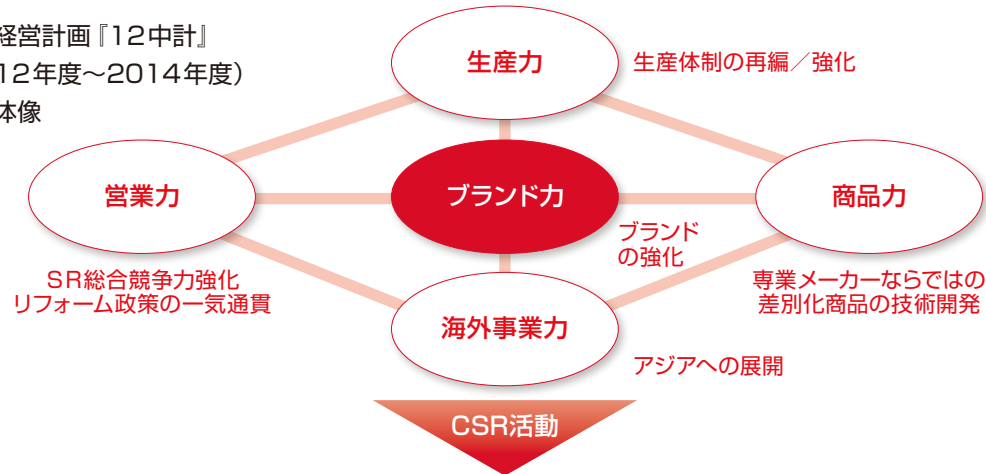 経営計画『12中計』
12年度～2014年度)
体像
生産力
生産体制の再編／強化
営業力
ブランド力
商品力
ブランド
の強化
SR総合競争力強化
リフォーム政策の一気通貫
専業メーカーならではの
差別化商品の技術開発
海外事業力
アジアへの展開
CSR活動